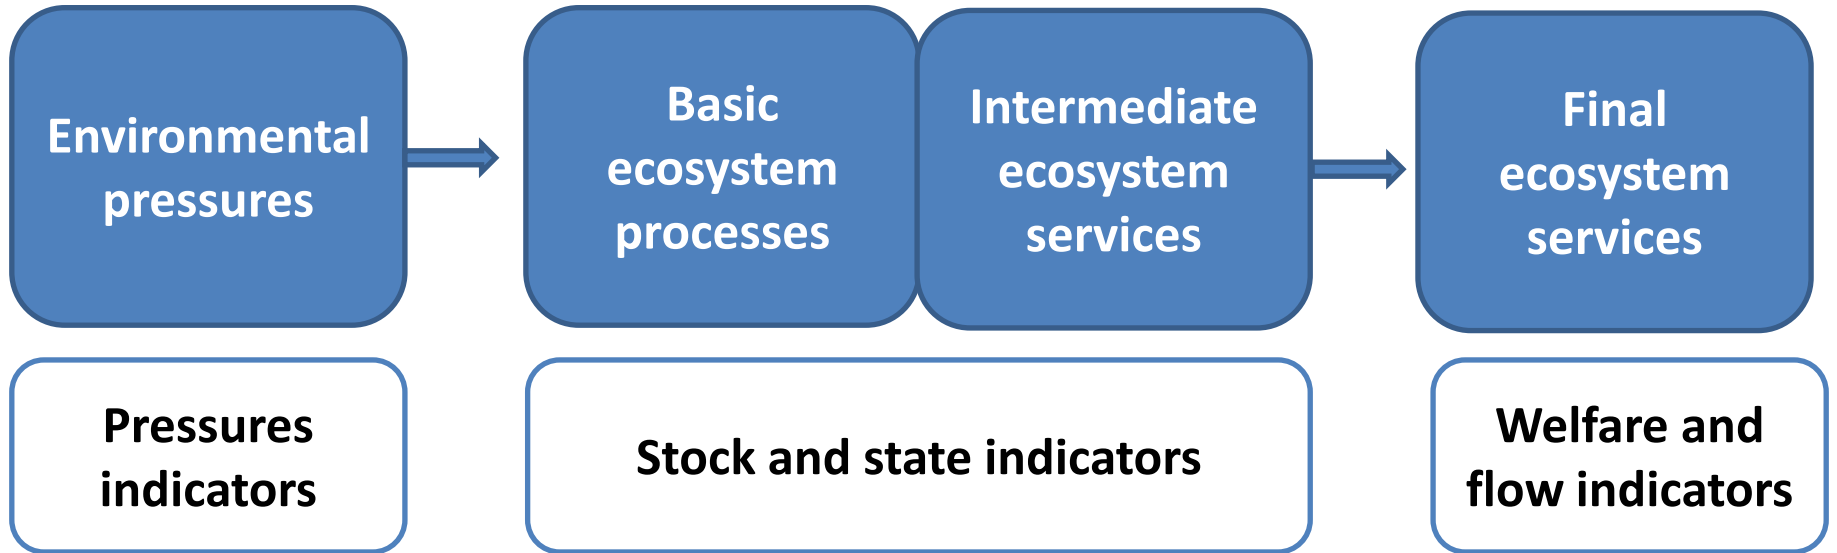 Environmental
pressures
Basic
ecosystem
processes
Intermediate
ecosystem
services
Final
ecosystem
services
Pressures
indicators
Stock and state indicators
Welfare and
flow indicators